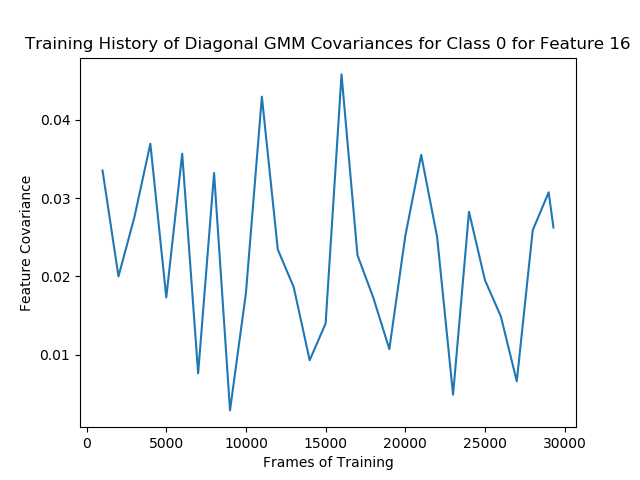 Training History of Diagonal GMM Covariances for Class 0 for Feature 16
0.04
0.03
0.02
0.01
Feature Covariance
0 5000 10000 15000 20000 25000 30000
Frames of Training